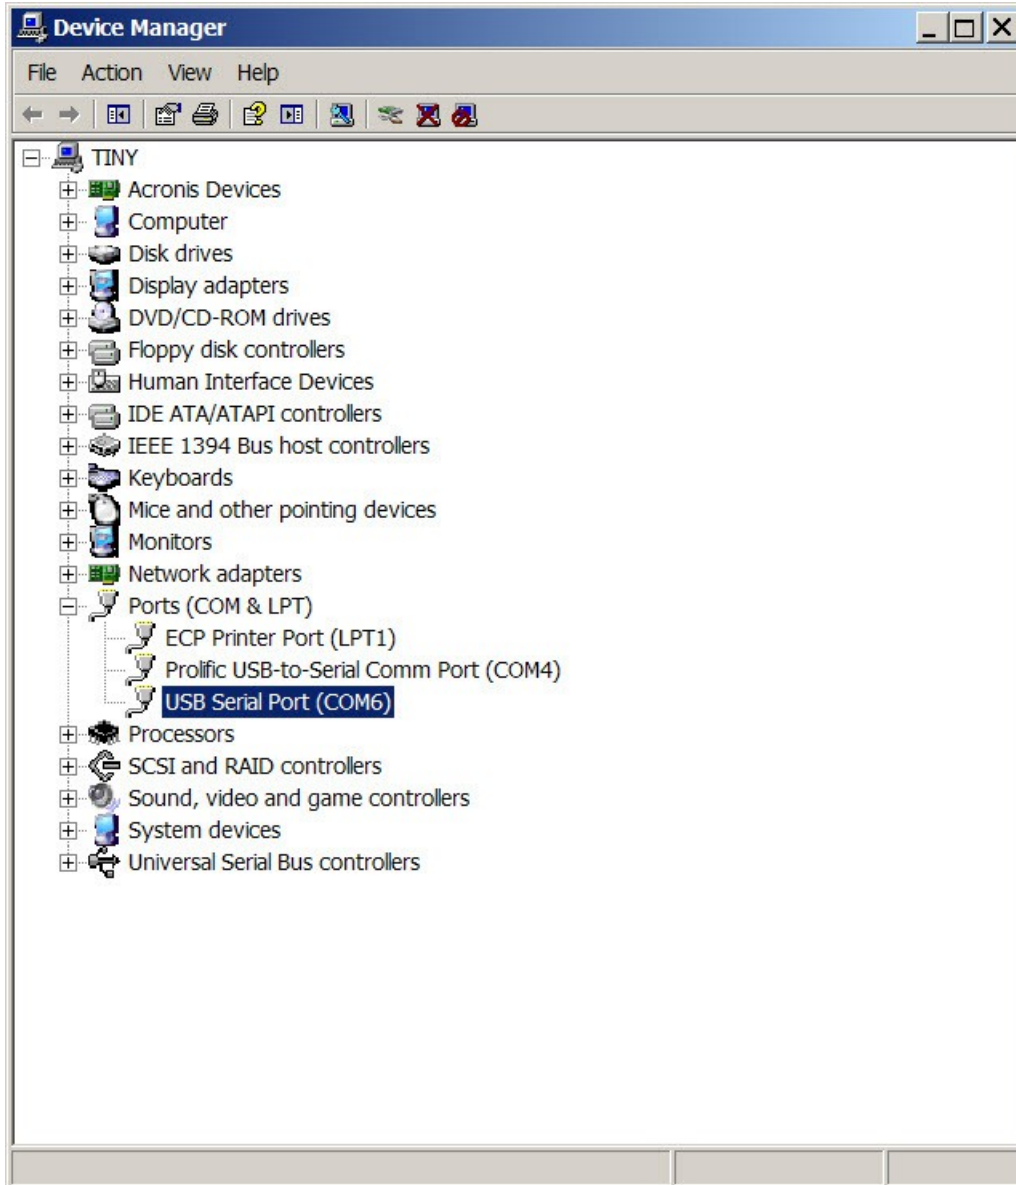 Device Manager
File Action View Help
TINY
Acronis Devices
Computer
Disk drives
Display adapters
DVD/CD-ROM drives
Floppy disk controllers
Human Interface Devices
IDE ATA/ATAPI controllers
IEEE 1394 Bus host controllers
Keyboards
Mice and other pointing devices
Monitors
Network adapters
Ports (COM & LPT)
ECP Printer Port (LPT1)
Prolific USB-to-Serial Comm Port (COM4)
USB Serial Port (COM6)
Processors
SCSI and RAID controllers
Sound, video and game controllers
System devices
Universal Serial Bus controllers